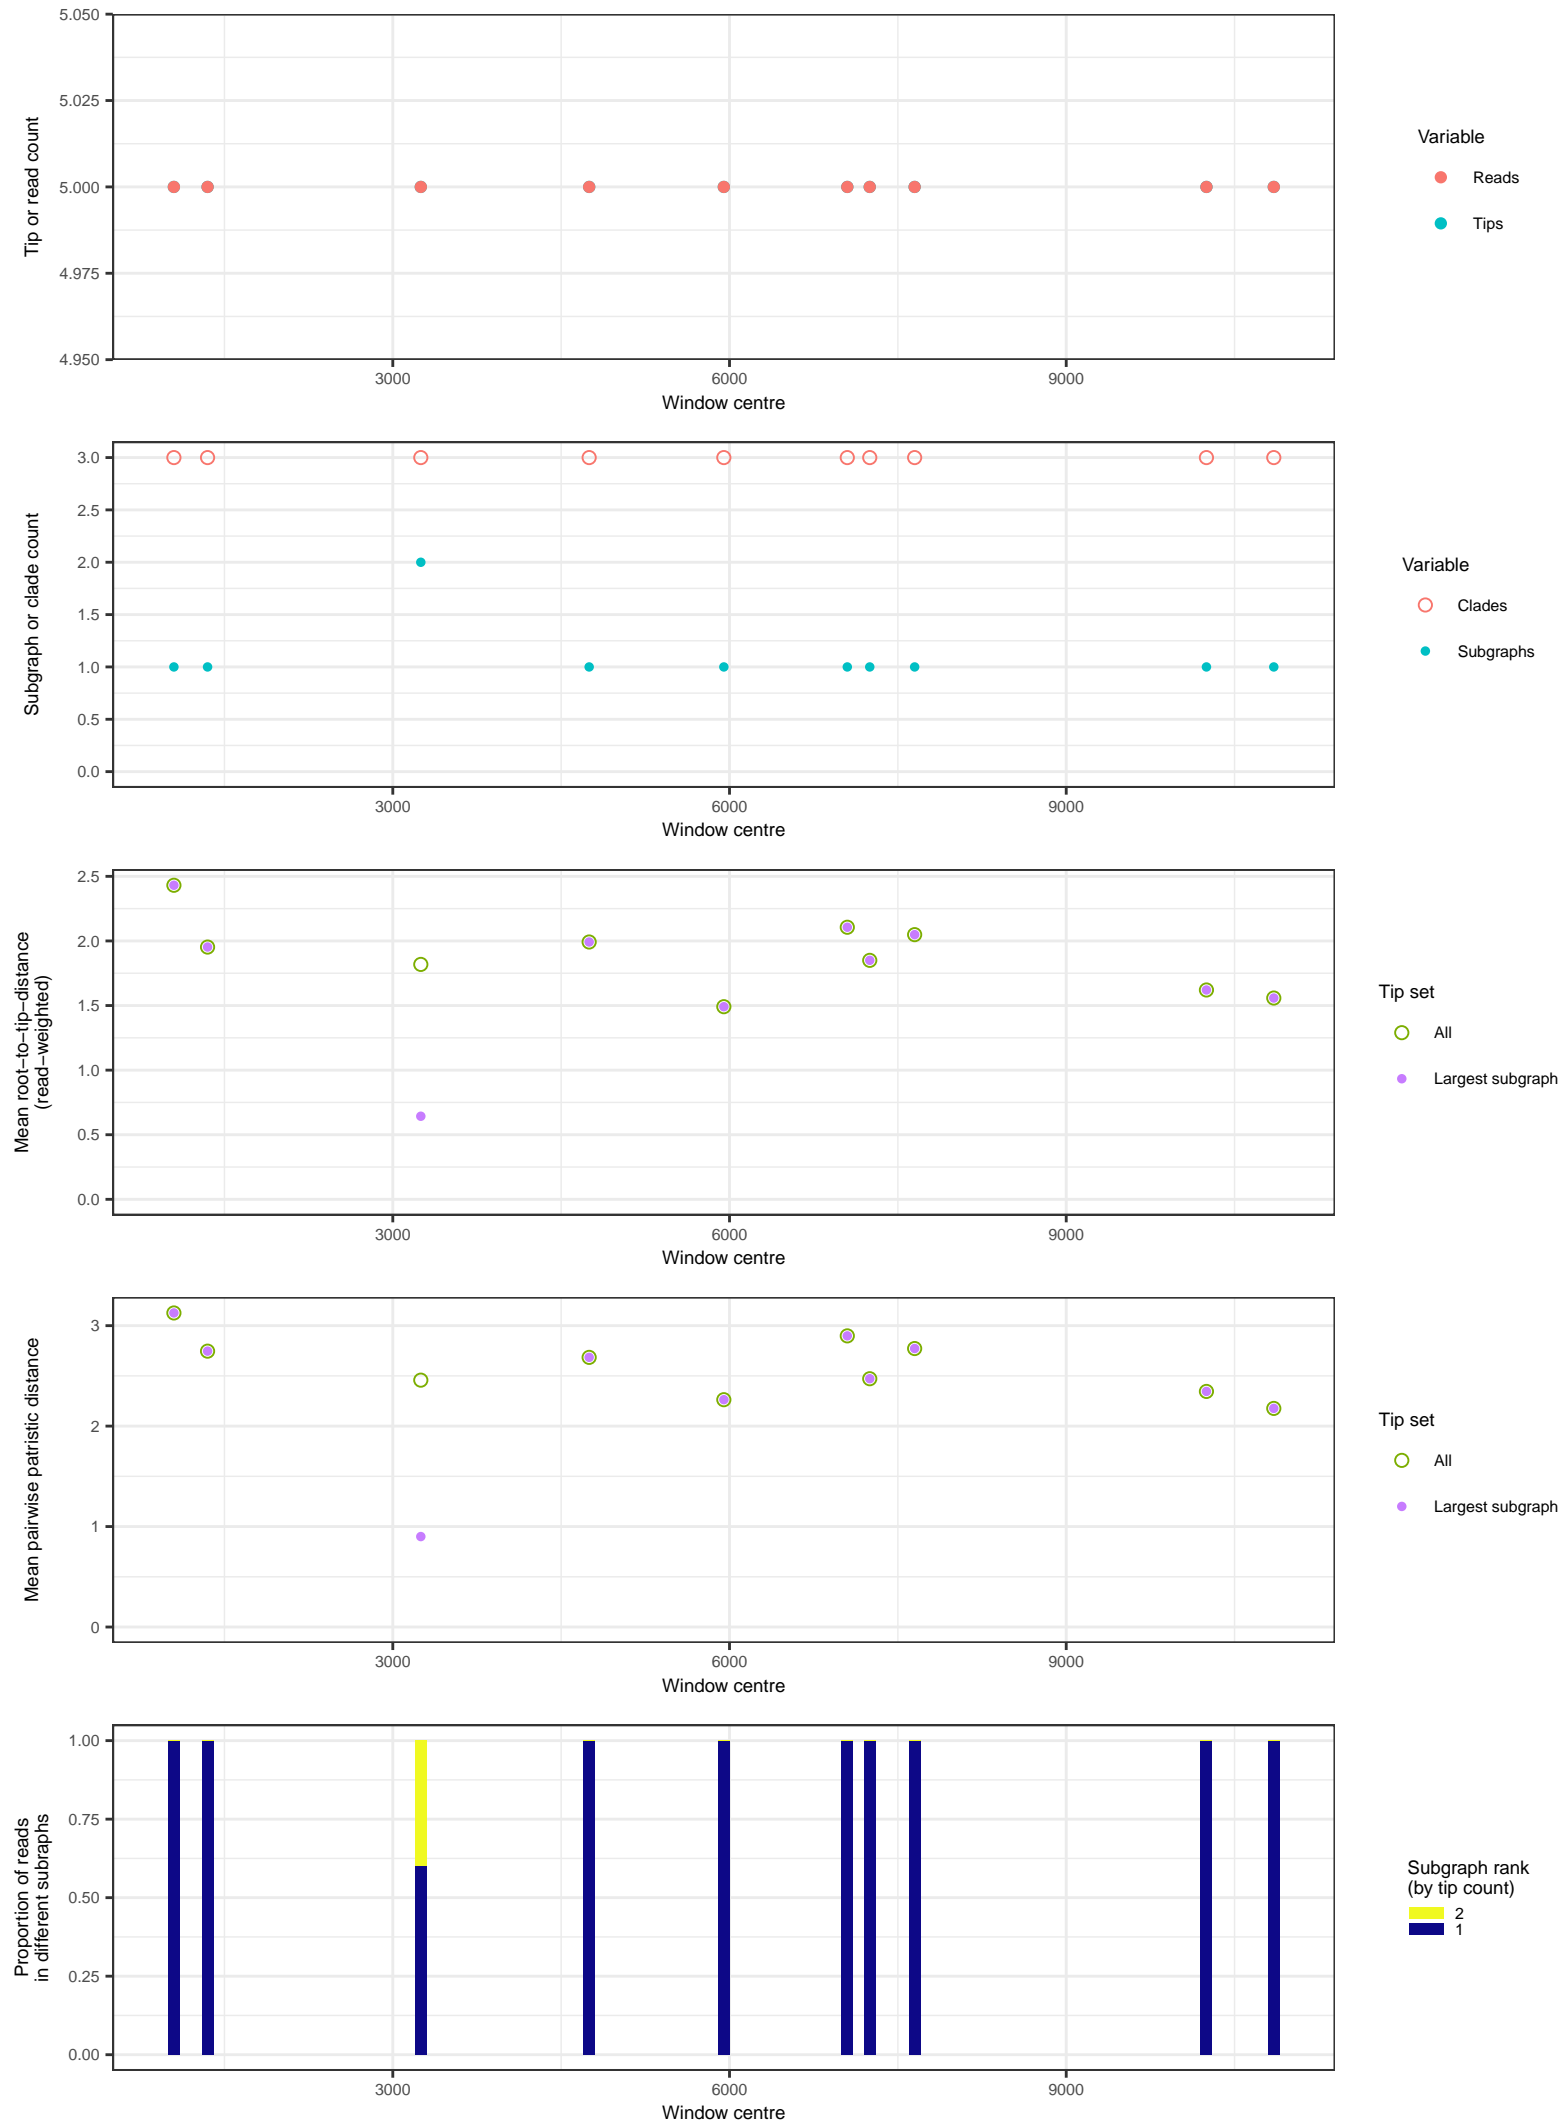 5.050
5.025
5.000
4.975
4.950
Tip or read count
3000 6000 9000
Window centre
Variable
Reads
Tips
3.0
2.5
2.0
1.5
1.0
0.5
0.0
Subgraph or clade count
3000 6000 9000
Window centre
Variable
Clades
Subgraphs
2.5
2.0
1.5
1.0
0.5
0.0
Mean root−to−tip−distance
(read−weighted)
3000 6000 9000
Window centre
Tip set
All
Largest subgraph
3
2
1
0
Mean pairwise patristic distance
3000 6000 9000
Window centre
Tip set
All
Largest subgraph
1.00
0.75
0.50
0.25
0.00
Proportion of reads
in different subraphs
3000 6000 9000
Window centre
Subgraph rank
(by tip count)
2
1